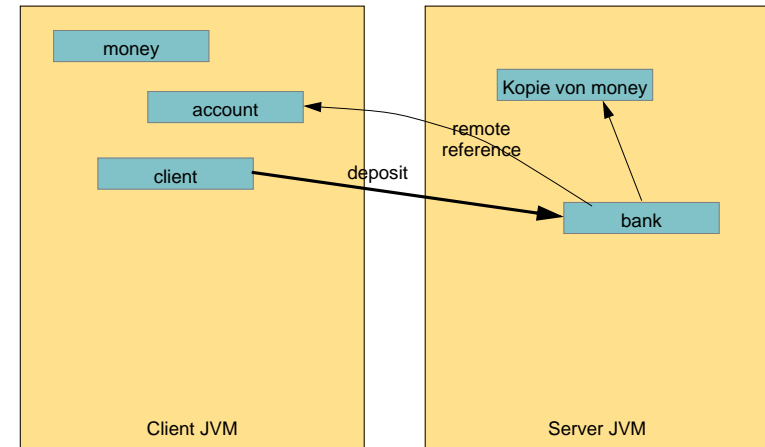 money
account
client
deposit
remote
reference
Kopie von money
bank
Client JVM
Server JVM